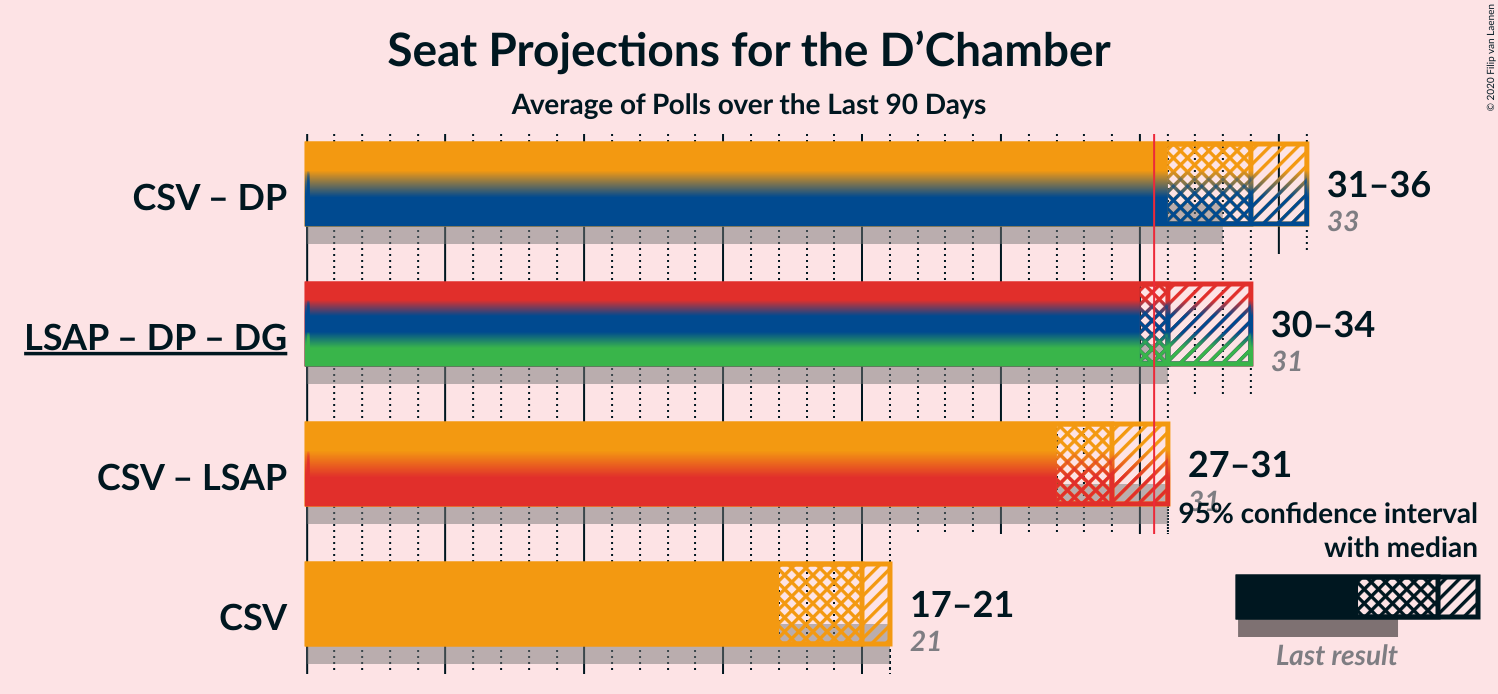 Seat Projections for the D’Chamber
Average of Polls over the Last 90 Days
© 2020 Filip van Laenen
CSV – DP
31–36
33
LSAP – DP – DG
30–34
31
CSV – LSAP
27–31
31
95% confidence interval
with median
CSV
17–21
21
Last result